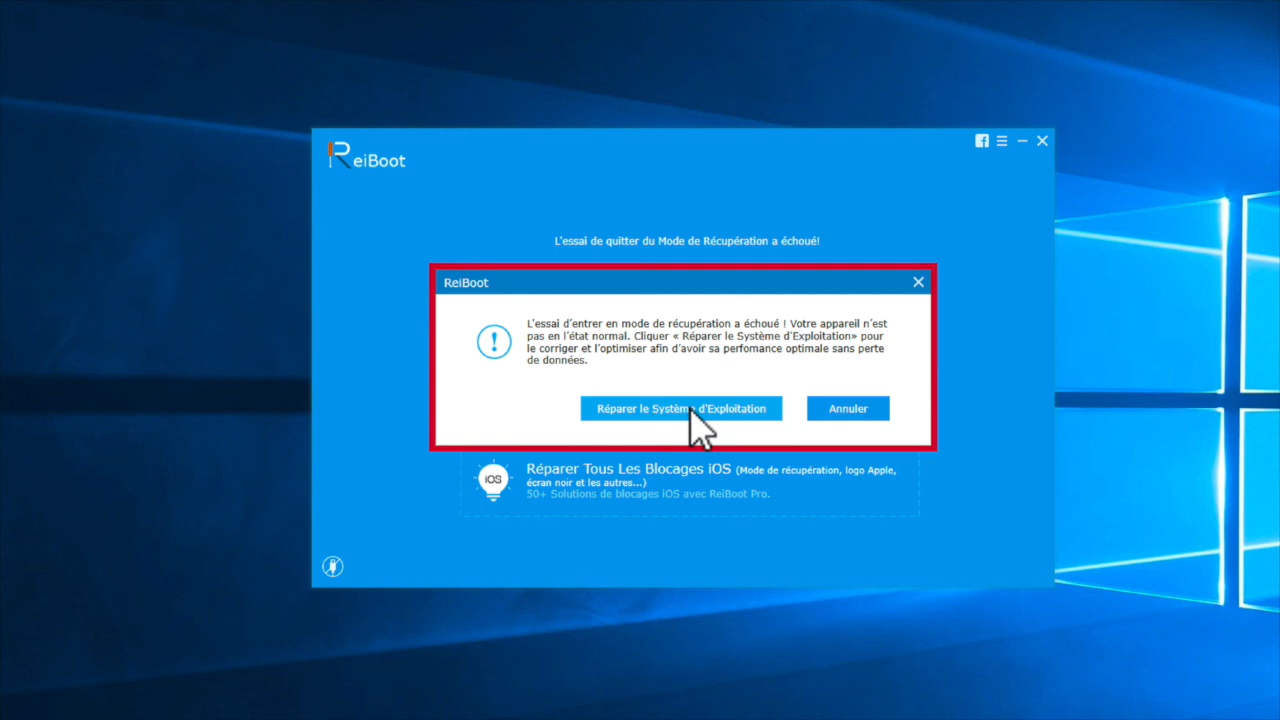 ReiBoot
L'essai de quitter du Mode de Récupération a échoué!
ReiBoot
L'essai d'entrer en mode de récupération a échoué ! Votre appareil n'est
pas en l'état normal. Cliquer « Réparer le Système d'Exploitation» pour
le corriger et l'optimiser afin d'avoir sa perfomance optimale sans perte
de données.
Réparer le Système d'Exploitation
Annuler
iOS
Réparer Tous Les Blocages iOS (Mode de récupération, logo Apple,
écran noir et les autres...)
50+ Solutions de blocages iOS avec ReiBoot Pro.